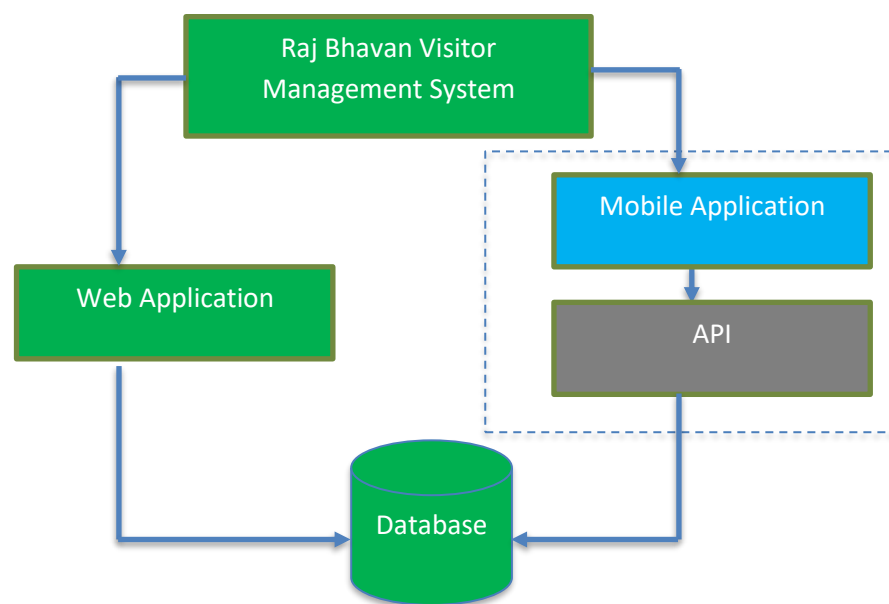 Raj Bhavan Visitor
Management System
Mobile Application
Web Application
API
Database